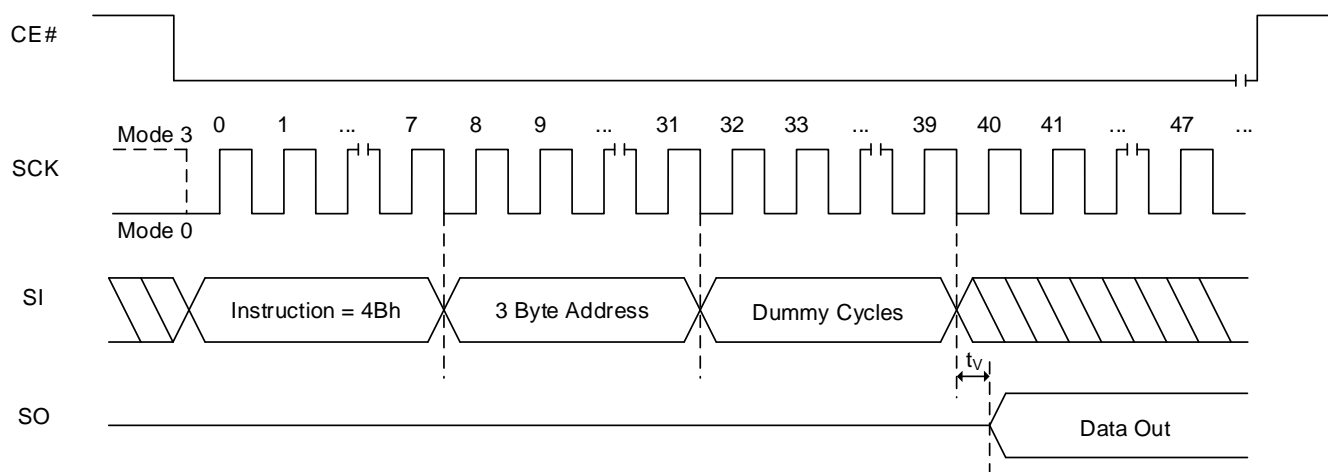 CE#
Mode 3 0 1 ... 7 8 9 ... 31 32 33 ... 39 40 41 ... 47 ...
SCK
Mode 0
SI Instruction = 4Bh 3 Byte Address Dummy Cycles
tV
SO Data Out